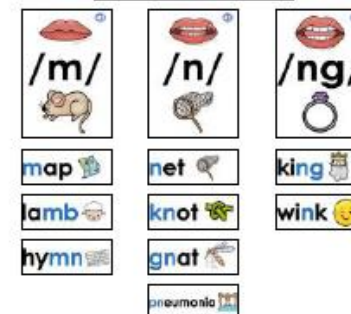 /m/
/n/
/ng/
map
net
king
lamb
knot
wink
hymn
gnat
pneumonia